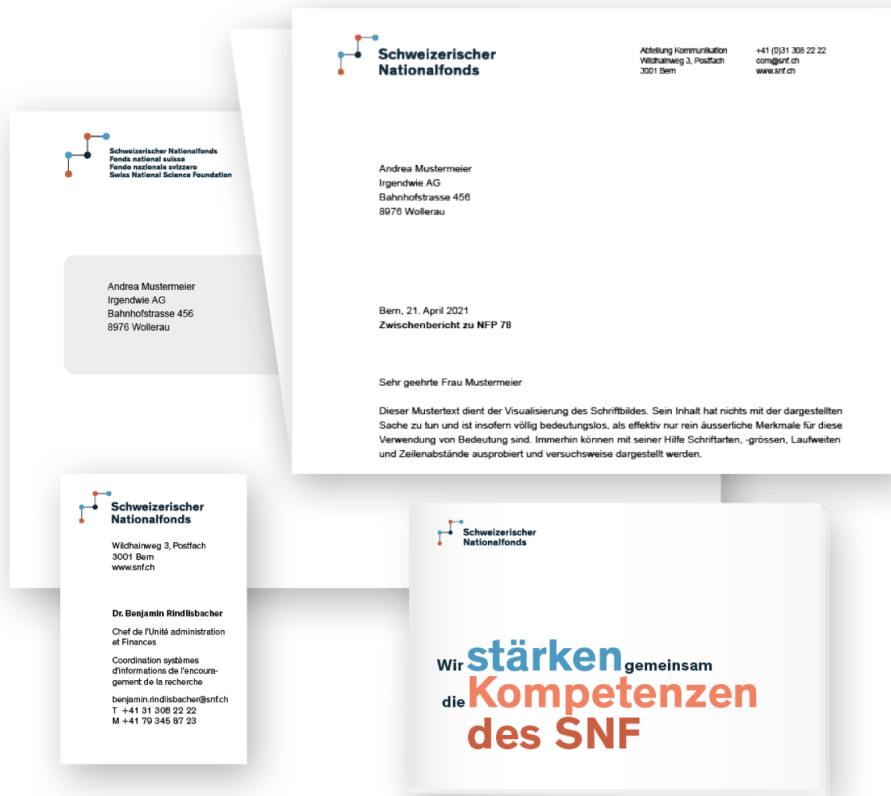 Schweizerischer
Nationalfonds
Abteilung Kommunikation
Wildhainweg 3, Postfach
3001 Bern
+41 (0)31 308 22 22
com@snf.ch
www.snf.ch
Andrea Mustermeier
Irgendwie AG
Bahnhofstrasse 456
8976 Wollerau
Bern, 21. April 2021
Zwischenbericht zu NFP 78
Sehr geehrte Frau Mustermeier
Dieser Mustertext dient der Visualisierung des Schriftbildes. Sein Inhalt hat nichts mit der dargestellten
Sache zu tun und ist insofern völlig bedeutungslos, als effektiv nur rein äusserliche Merkmale für diese
Verwendung von Bedeutung sind. Immerhin können mit seiner Hilfe Schriftarten, -grössen, Laufweiten
und Zeilenabstände ausprobiert und versuchsweise dargestellt werden.
Schweizerischer Nationalfonds
Fonds national suisse
Fondo nazionale svizzero
Swiss National Science Foundation
Andrea Mustermeier
Irgendwie AG
Bahnhofstrasse 456
8976 Wollerau
Schweizerischer
Nationalfonds
Wildhainweg 3, Postfach
3001 Bern
www.snf.ch
Dr. Benjamin Rindlisbacher
Chef de l'Unité administration
et Finances
Coordination systèmes
d'informations de l'encoura-
gement de la recherche
benjamin.rindlisbacher@snf.ch
T +41 31 308 22 22
M +41 79 345 87 23
Schweizerischer
Nationalfonds
Wir stärken gemeinsam
die Kompetenzen
des SNF